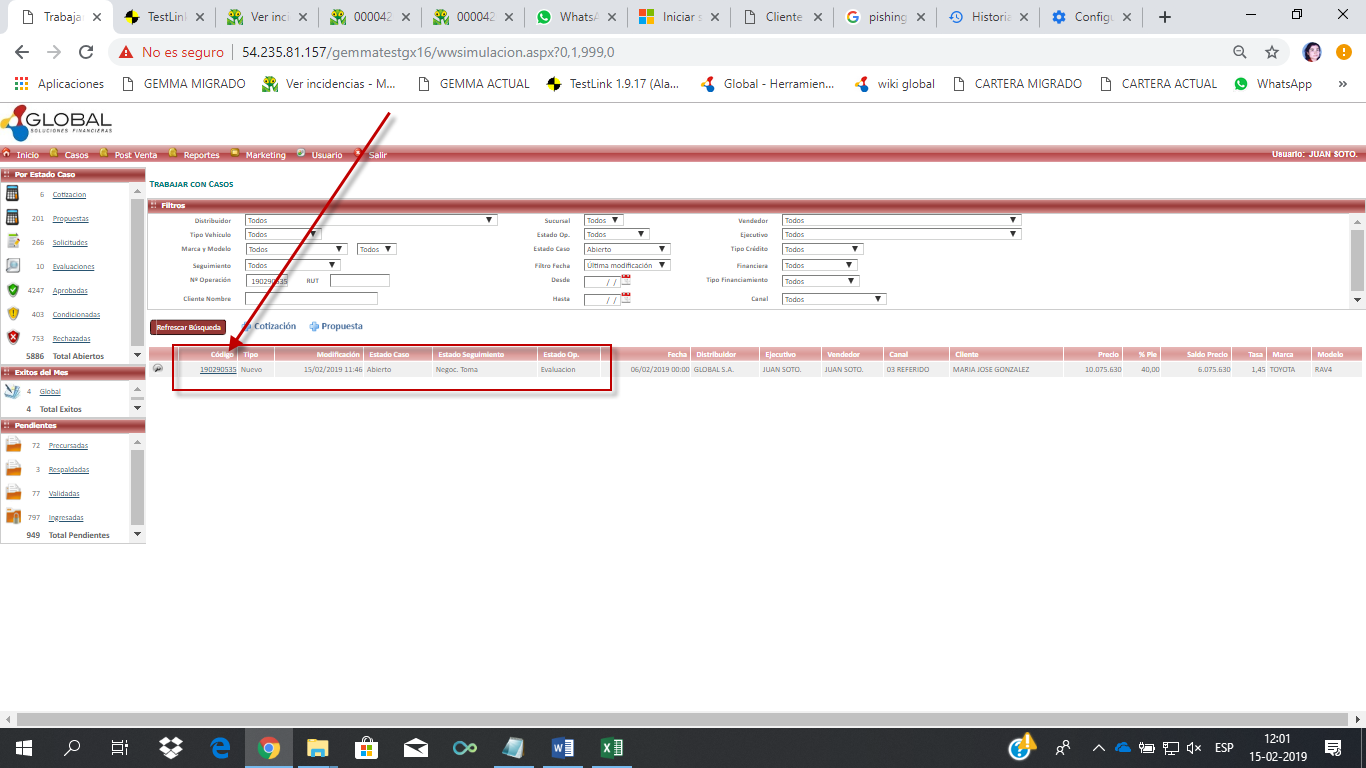 Trabaja
TestLink
Ver inci
000042
000042
WhatsA
Iniciar s
Cliente
pishing
Historia
Configu
No es seguro
54.235.81.157/gemmatestgx16/wwsimulacion.aspx?0,1,999,0
Aplicaciones
GEMMA MIGRADO
Ver incidencias - M...
GEMMA ACTUAL
TestLink 1.9.17 (Ala...
Global - Herramien...
wiki global
CARTERA MIGRADO
CARTERA ACTUAL
WhatsApp
»
GLOBAL
SOLUCIONES FINANCIERAS
Inicio Casos Post Venta Reportes Marketing Usuario Salir Usuario: JUAN SOTO.
Por Estado Caso
6 Cotizacion
201 Propuestas
266 Solicitudes
10 Evaluaciones
4247 Aprobadas
403 Condicionadas
753 Rechazadas
5886 Total Abiertos
Exitos del Mes
4 Global
4 Total Exitos
Pendientes
72 Precursadas
3 Respaldadas
77 Validadas
797 Ingresadas
949 Total Pendientes
TRABAJAR CON CASOS
Filtros
Distribuidor Todos Sucursal Todos Vendedor Todos
Tipo Vehículo Todos Estado Op. Todos Ejecutivo Todos
Marca y Modelo Todos Todos Estado Caso Abierto Tipo Crédito Todos
Seguimiento Todos Filtro Fecha Última modificación Financiera Todos
Nº Operación 190290535 RUT Desde / / Tipo Financiamiento Todos
Cliente Nombre Hasta / / Canal Todos
Refrescar Búsqueda Cotización Propuesta
Código Tipo Modificación Estado Caso Estado Seguimiento Estado Op. Fecha Distribuidor Ejecutivo Vendedor Canal Cliente Precio % Pie Saldo Precio Tasa Marca Modelo
190290535 Nuevo 15/02/2019 11:46 Abierto Negoc. Toma Evaluacion 06/02/2019 00:00 GLOBAL S.A. JUAN SOTO. JUAN SOTO. 03 REFERIDO MARIA JOSE GONZALEZ 10.075.630 40,00 6.075.630 1,45 TOYOTA RAV4
ESP
12:01
15-02-2019